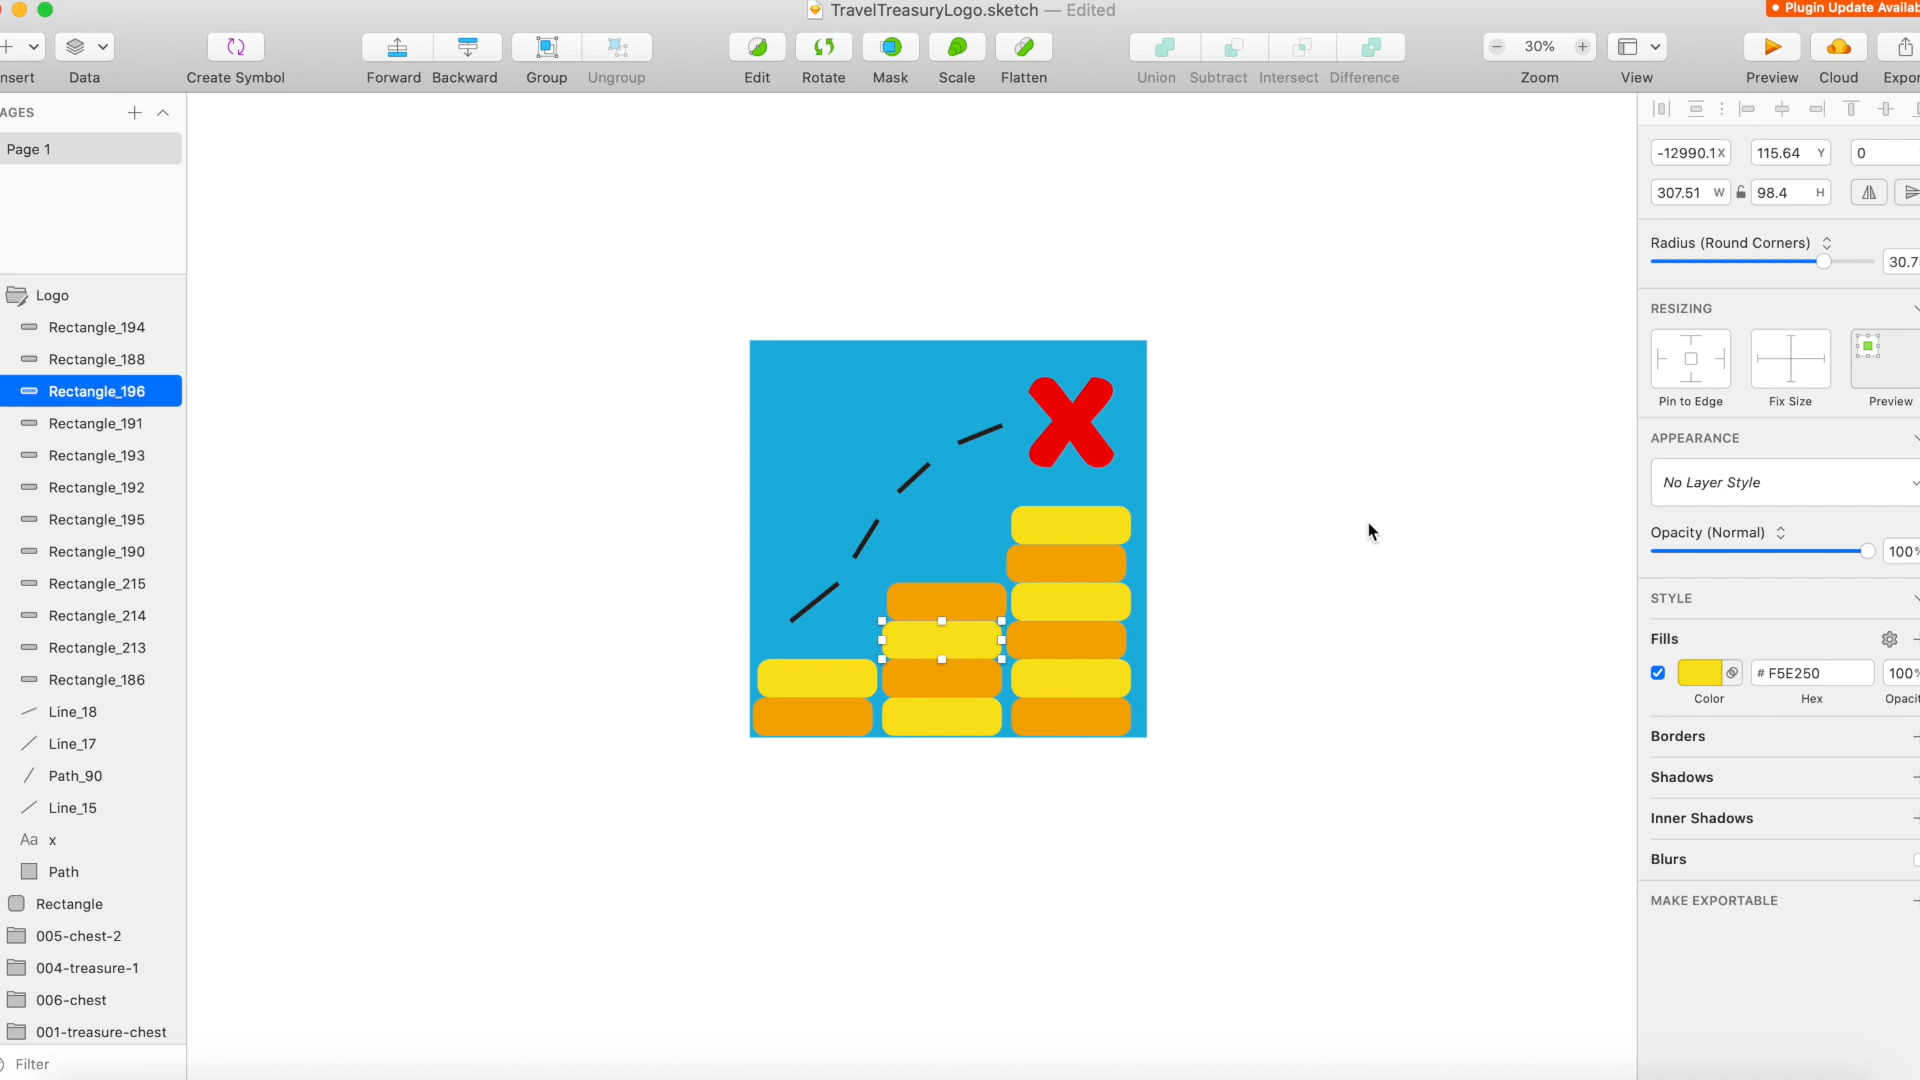 TravelTreasuryLogo.sketch — Edited
Plugin Update Availab
nsert
Data
Create Symbol
Forward
Backward
Group
Ungroup
Edit
Rotate
Mask
Scale
Flatten
Union
Subtract
Intersect
Difference
30%
Zoom
View
Preview
Cloud
Expor
AGES
Page 1
Logo
Rectangle_194
Rectangle_188
Rectangle_196
Rectangle_191
Rectangle_193
Rectangle_192
Rectangle_195
Rectangle_190
Rectangle_215
Rectangle_214
Rectangle_213
Rectangle_186
Line_18
Line_17
Path_90
Line_15
Aa x
Path
Rectangle
005-chest-2
004-treasure-1
006-chest
001-treasure-chest
Filter
X
-12990.1 X
115.64 Y
0
307.51 W
98.4 H
Radius (Round Corners)
30.7
RESIZING
Pin to Edge
Fix Size
Preview
APPEARANCE
No Layer Style
Opacity (Normal)
100%
STYLE
Fills
# F5E250
100%
Color
Hex
Opacit
Borders
Shadows
Inner Shadows
Blurs
MAKE EXPORTABLE